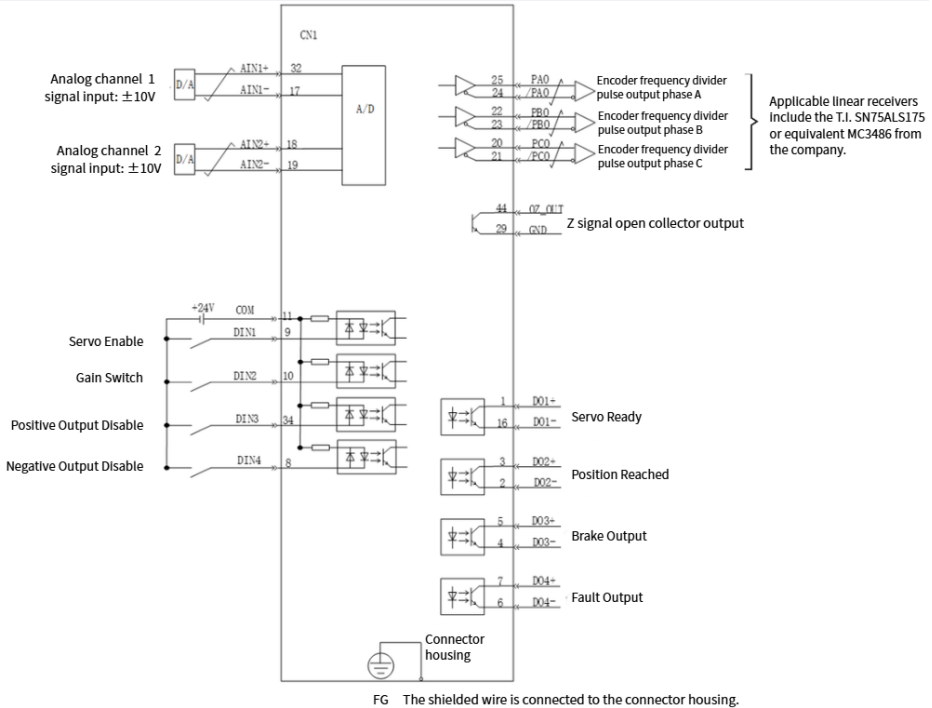 CN1
Analog channel 1
signal input: ±10V
D/A
AIN1+
32
AIN1-
17
A/D
Analog channel 2
signal input: ±10V
D/A
AIN2+
18
AIN2-
19
25
PAO
24
/PAO
Encoder frequency divider
pulse output phase A
22
PBO
23
/PBO
Encoder frequency divider
pulse output phase B
20
PCO
21
/PCO
Encoder frequency divider
pulse output phase C
Applicable linear receivers
include the T.I. SN75ALS175
or equivalent MC3486 from
the company.
44
OZ_OUT
29
GND
Z signal open collector output
+24V
COM
11
Servo Enable
DIN1
9
Gain Switch
DIN2
10
Positive Output Disable
DIN3
34
Negative Output Disable
DIN4
8
1
DO1+
16
DO1-
Servo Ready
3
DO2+
2
DO2-
Position Reached
5
DO3+
4
DO3-
Brake Output
7
DO4+
6
DO4-
Fault Output
Connector
housing
FG The shielded wire is connected to the connector housing.